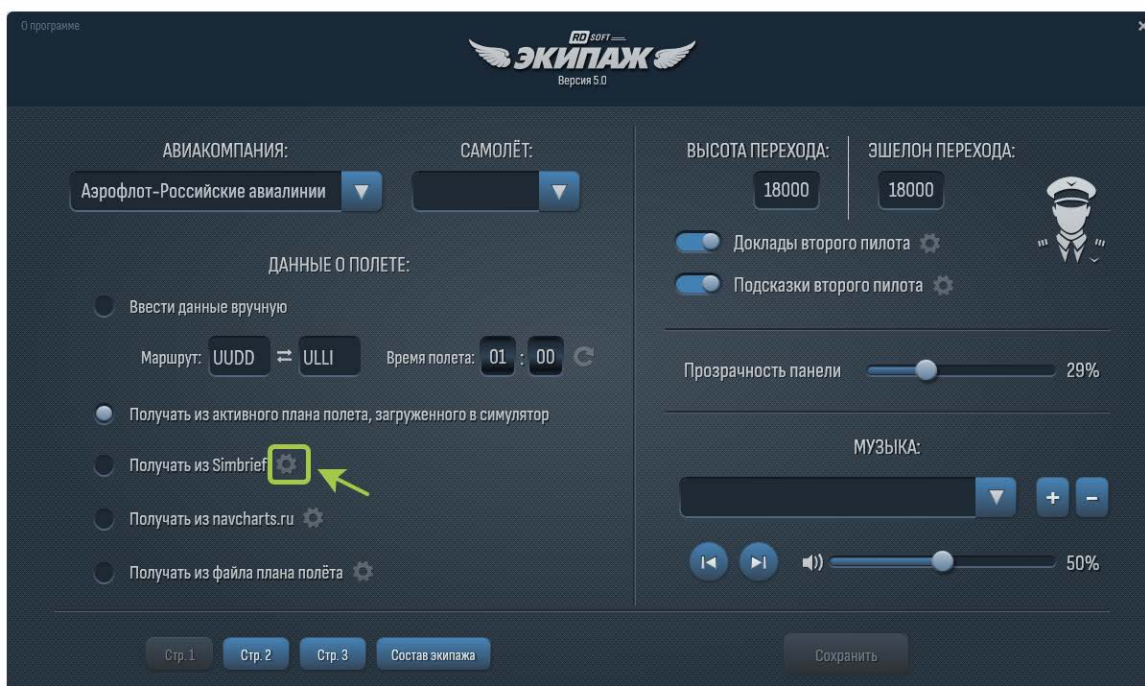 О программе
RD SOFT
ЭКИПАЖ
Версия 5.0
АВИАКОМПАНИЯ:
САМОЛЁТ:
Аэрофлот-Российские авиалинии
ДАННЫЕ О ПОЛЕТЕ:
Ввести данные вручную
Маршрут: UUDD ⇄ ULLI Время полета: 01 : 00
Получать из активного плана полета, загруженного в симулятор
Получать из Simbrief
Получать из navcharts.ru
Получать из файла плана полёта
ВЫСОТА ПЕРЕХОДА:
ЭШЕЛОН ПЕРЕХОДА:
18000
18000
Доклады второго пилота
Подсказки второго пилота
Прозрачность панели 29%
МУЗЫКА:
+ -
50%
Стр. 1 Стр. 2 Стр. 3 Состав экипажа
Сохранить